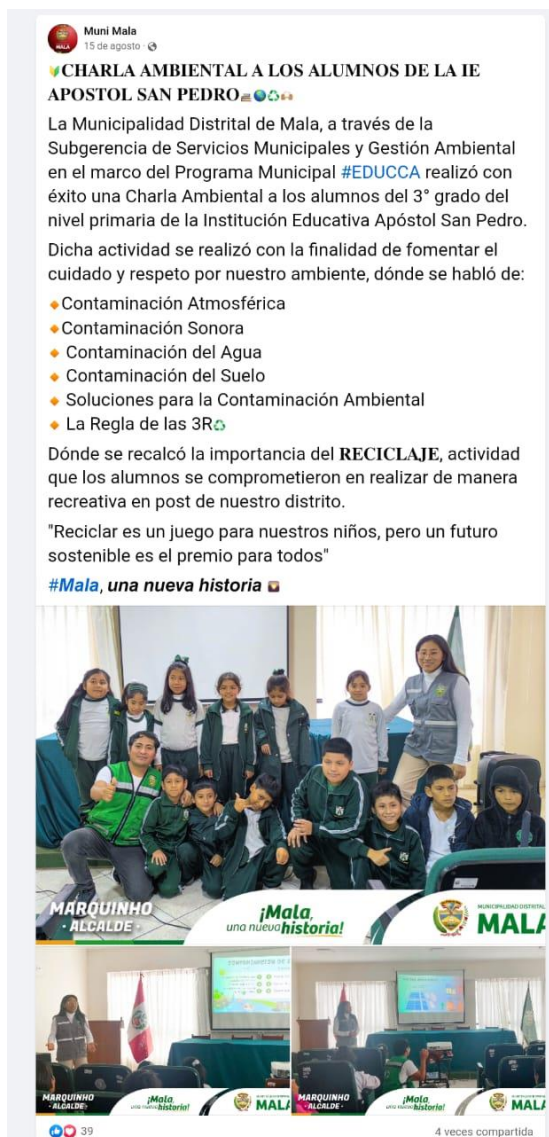 Muni Mala
15 de agosto
CHARLA AMBIENTAL A LOS ALUMNOS DE LA IE
APOSTOL SAN PEDRO
La Municipalidad Distrital de Mala, a través de la
Subgerencia de Servicios Municipales y Gestión Ambiental
en el marco del Programa Municipal #EDUCCA realizó con
éxito una Charla Ambiental a los alumnos del 3° grado del
nivel primaria de la Institución Educativa Apóstol San Pedro.
Dicha actividad se realizó con la finalidad de fomentar el
cuidado y respeto por nuestro ambiente, dónde se habló de:
Contaminación Atmosférica
Contaminación Sonora
Contaminación del Agua
Contaminación del Suelo
Soluciones para la Contaminación Ambiental
La Regla de las 3R
Dónde se recalcó la importancia del RECICLAJE, actividad
que los alumnos se comprometieron en realizar de manera
recreativa en post de nuestro distrito.
"Reciclar es un juego para nuestros niños, pero un futuro
sostenible es el premio para todos"
#Mala, una nueva historia
MARQUINHO
- ALCALDE -
¡Mala,
una nueva historia!
MUNICIPALIDAD DISTRITAL
MALA
MARQUINHO
- ALCALDE -
¡Mala,
una nueva historia!
MALA
MARQUINHO
- ALCALDE -
¡Mala,
una nueva historia!
MALA
39
4 veces compartida